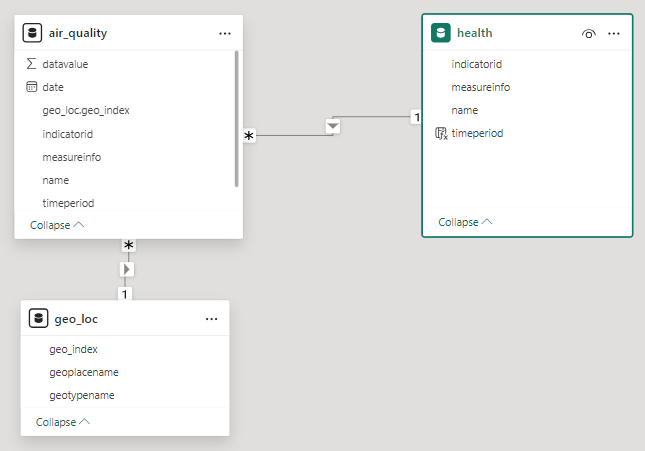 air_quality
datavalue
date
geo_loc.geo_index
indicatorid
measureinfo
name
timeperiod
Collapse
health
indicatorid
measureinfo
name
timeperiod
Collapse
*
1
*
1
geo_loc
geo_index
geoplacename
geotypename
Collapse